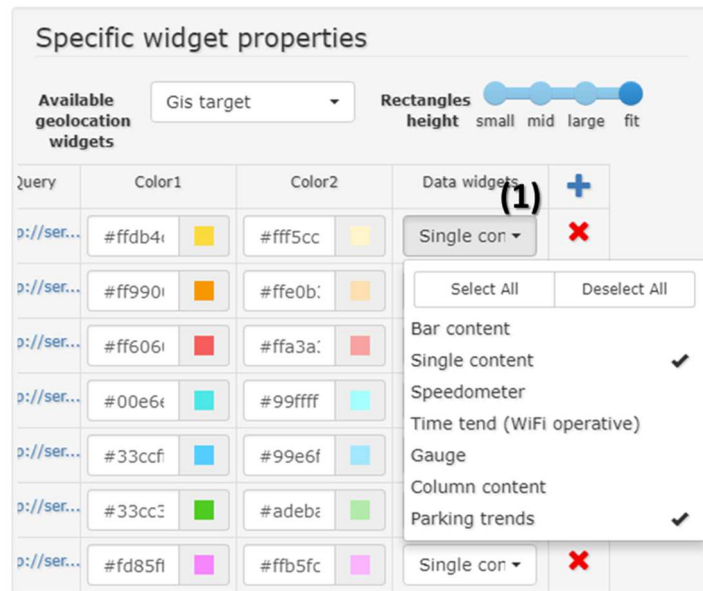 Specific widget properties
Available geolocation widgets
Gis target
Rectangles height
small mid large fit
Query Color1 Color2 Data widgets
(1)
p://ser... #ffdb4 #fff5cc Single con
p://ser... #ff990 #ffe0b
p://ser... #ff606 #ffa3a
p://ser... #00e6 #99ffff
p://ser... #33ccf #99e6f
p://ser... #33cc3 #adeba
p://ser... #fd85f #ffb5fc Single con
Select All Deselect All
Bar content
Single content
Speedometer
Time tend (WiFi operative)
Gauge
Column content
Parking trends